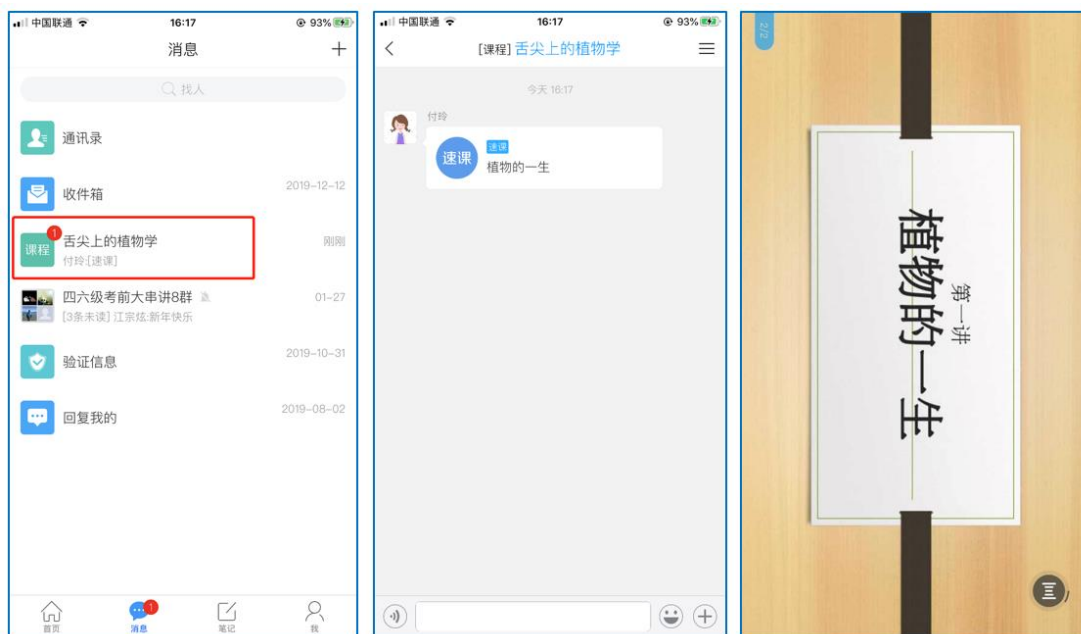 中国联通
16:17
93%
消息
找人
通讯录
收件箱
2019-12-12
课程
1
舌尖上的植物学
刚刚
付玲:[速课]
四六级考前大串讲8群
01-27
[3条未读] 江宗炫:新年快乐
验证信息
2019-10-31
回复我的
2019-08-02
首页
消息
1
笔记
我
中国联通
16:17
93%
[课程] 舌尖上的植物学
今天 16:17
付玲
速课
速课
植物的一生
2/2
第一讲
植物的一生